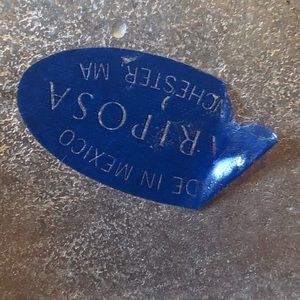 DE IN MEXICO
ARIPOSA
CHESTER, MA